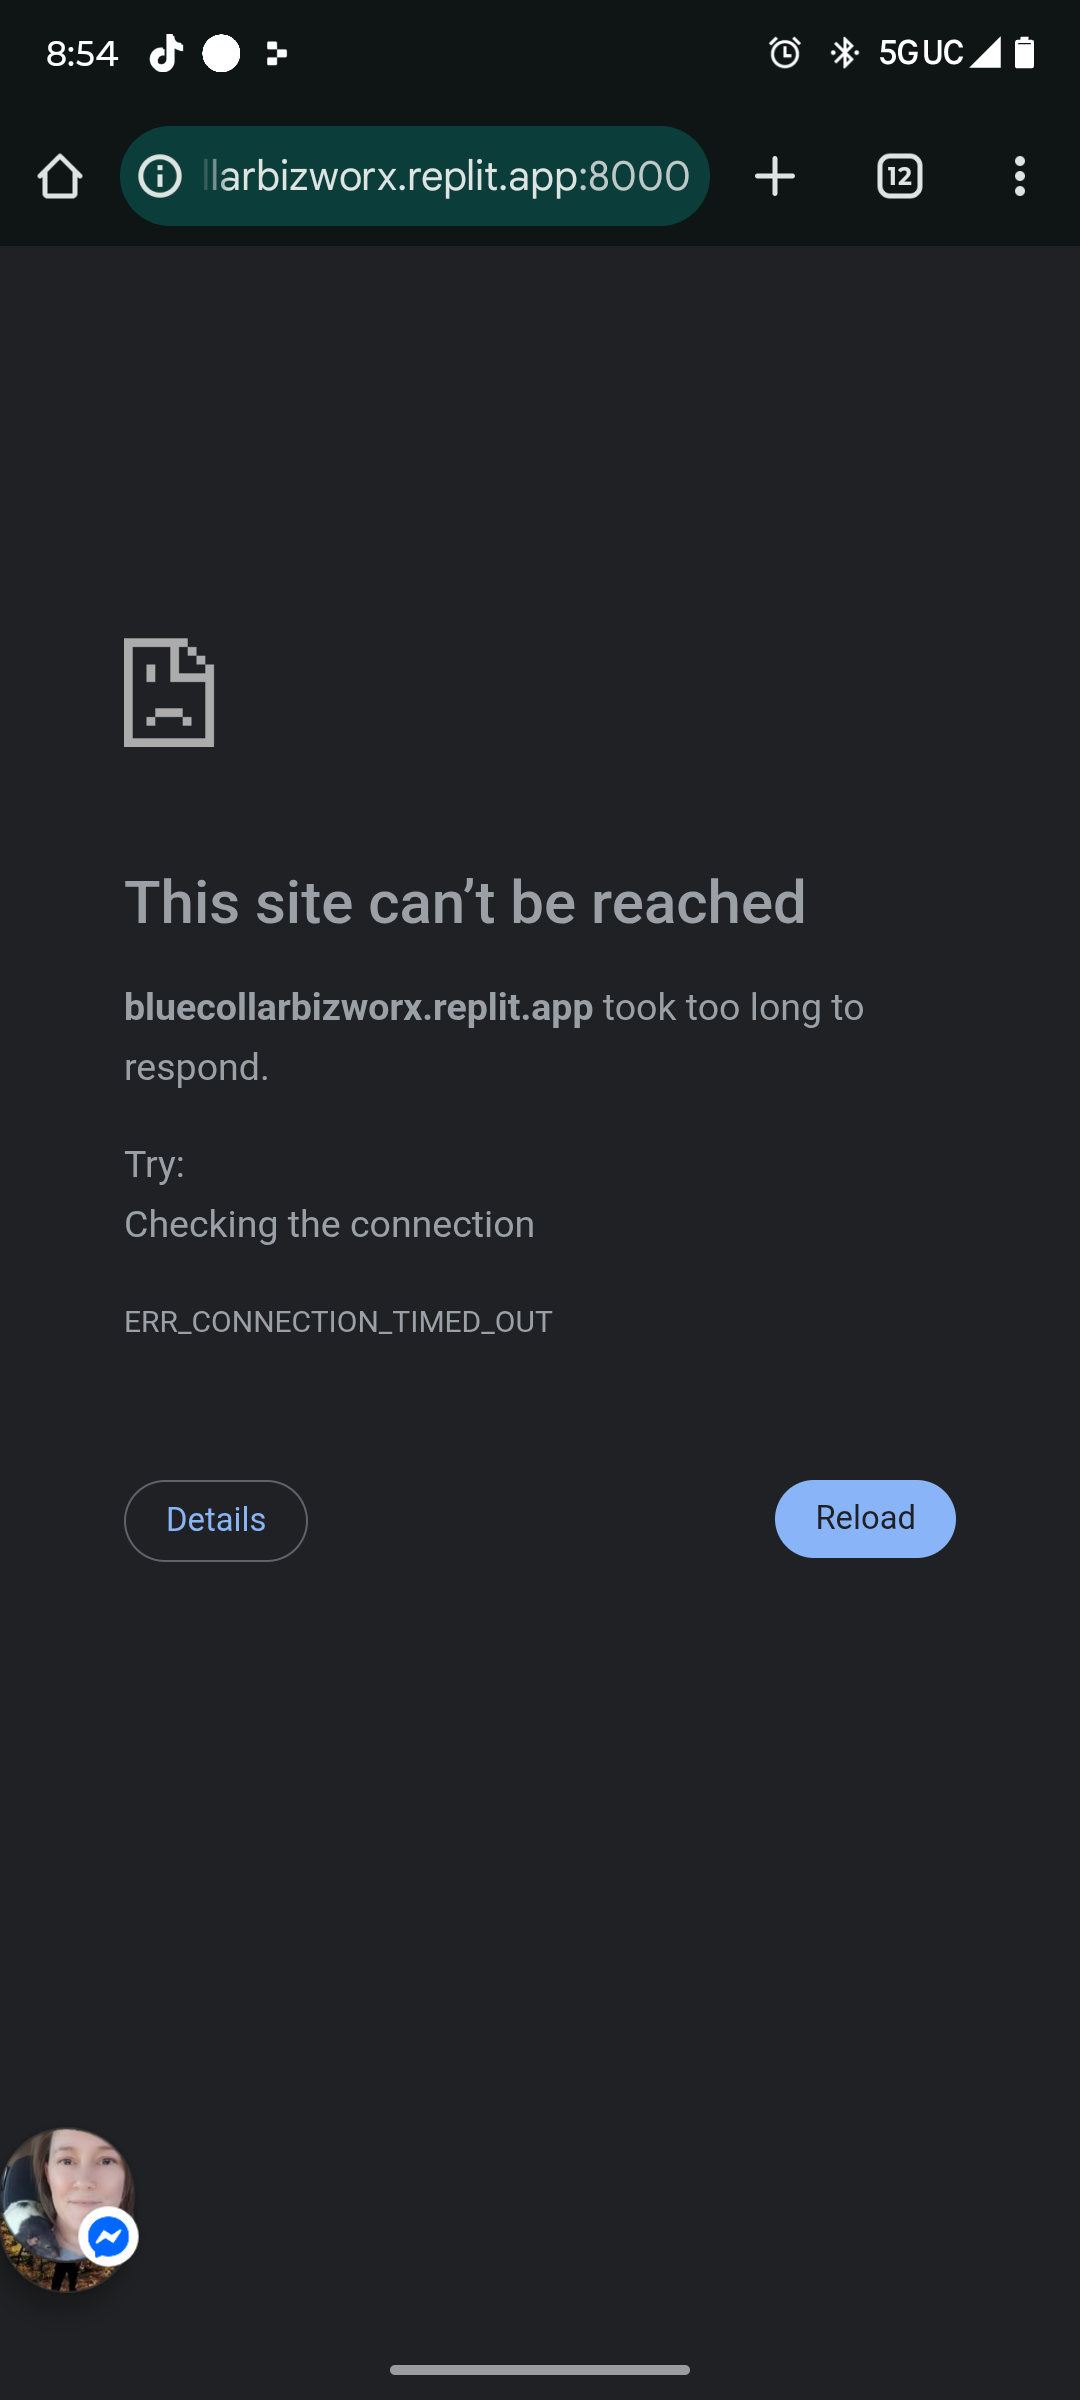 8:54
5G UC
llarbizworx.replit.app:8000
12
This site can’t be reached
bluecollarbizworx.replit.app took too long to
respond.
Try:
Checking the connection
ERR_CONNECTION_TIMED_OUT
Details
Reload